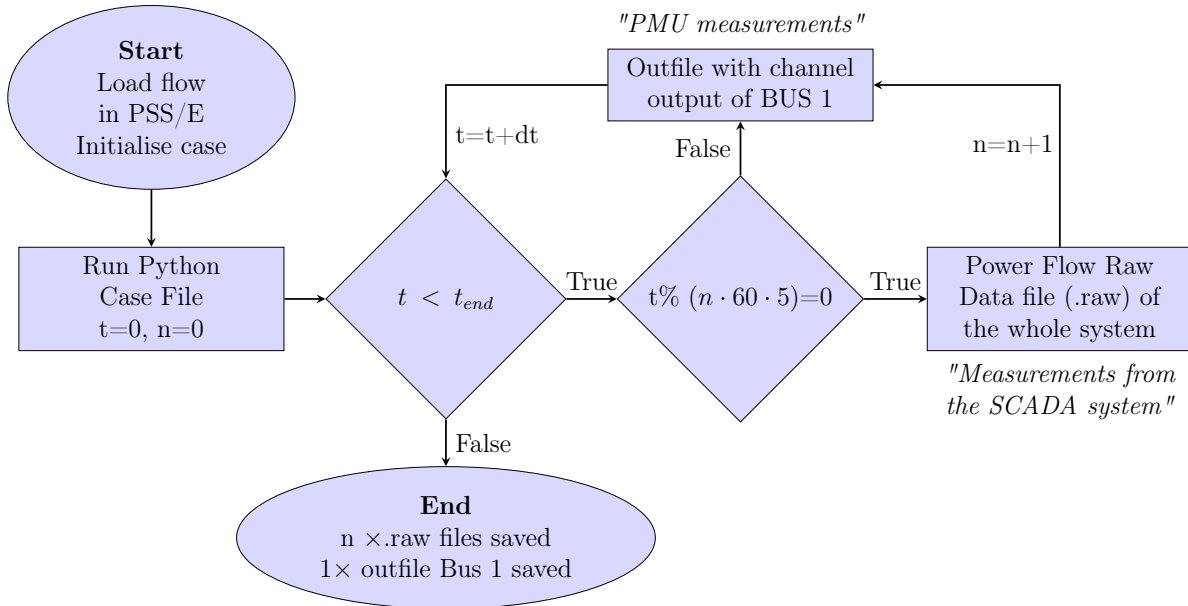 Start
Load flow
in PSS/E
Initialise case
Run Python
Case File
t=0, n=0
t < t_end
True
False
t% (n · 60 · 5)=0
True
False
Power Flow Raw
Data file (.raw) of
the whole system
"Measurements from
the SCADA system"
n=n+1
"PMU measurements"
Outfile with channel
output of BUS 1
t=t+dt
End
n ×.raw files saved
1× outfile Bus 1 saved